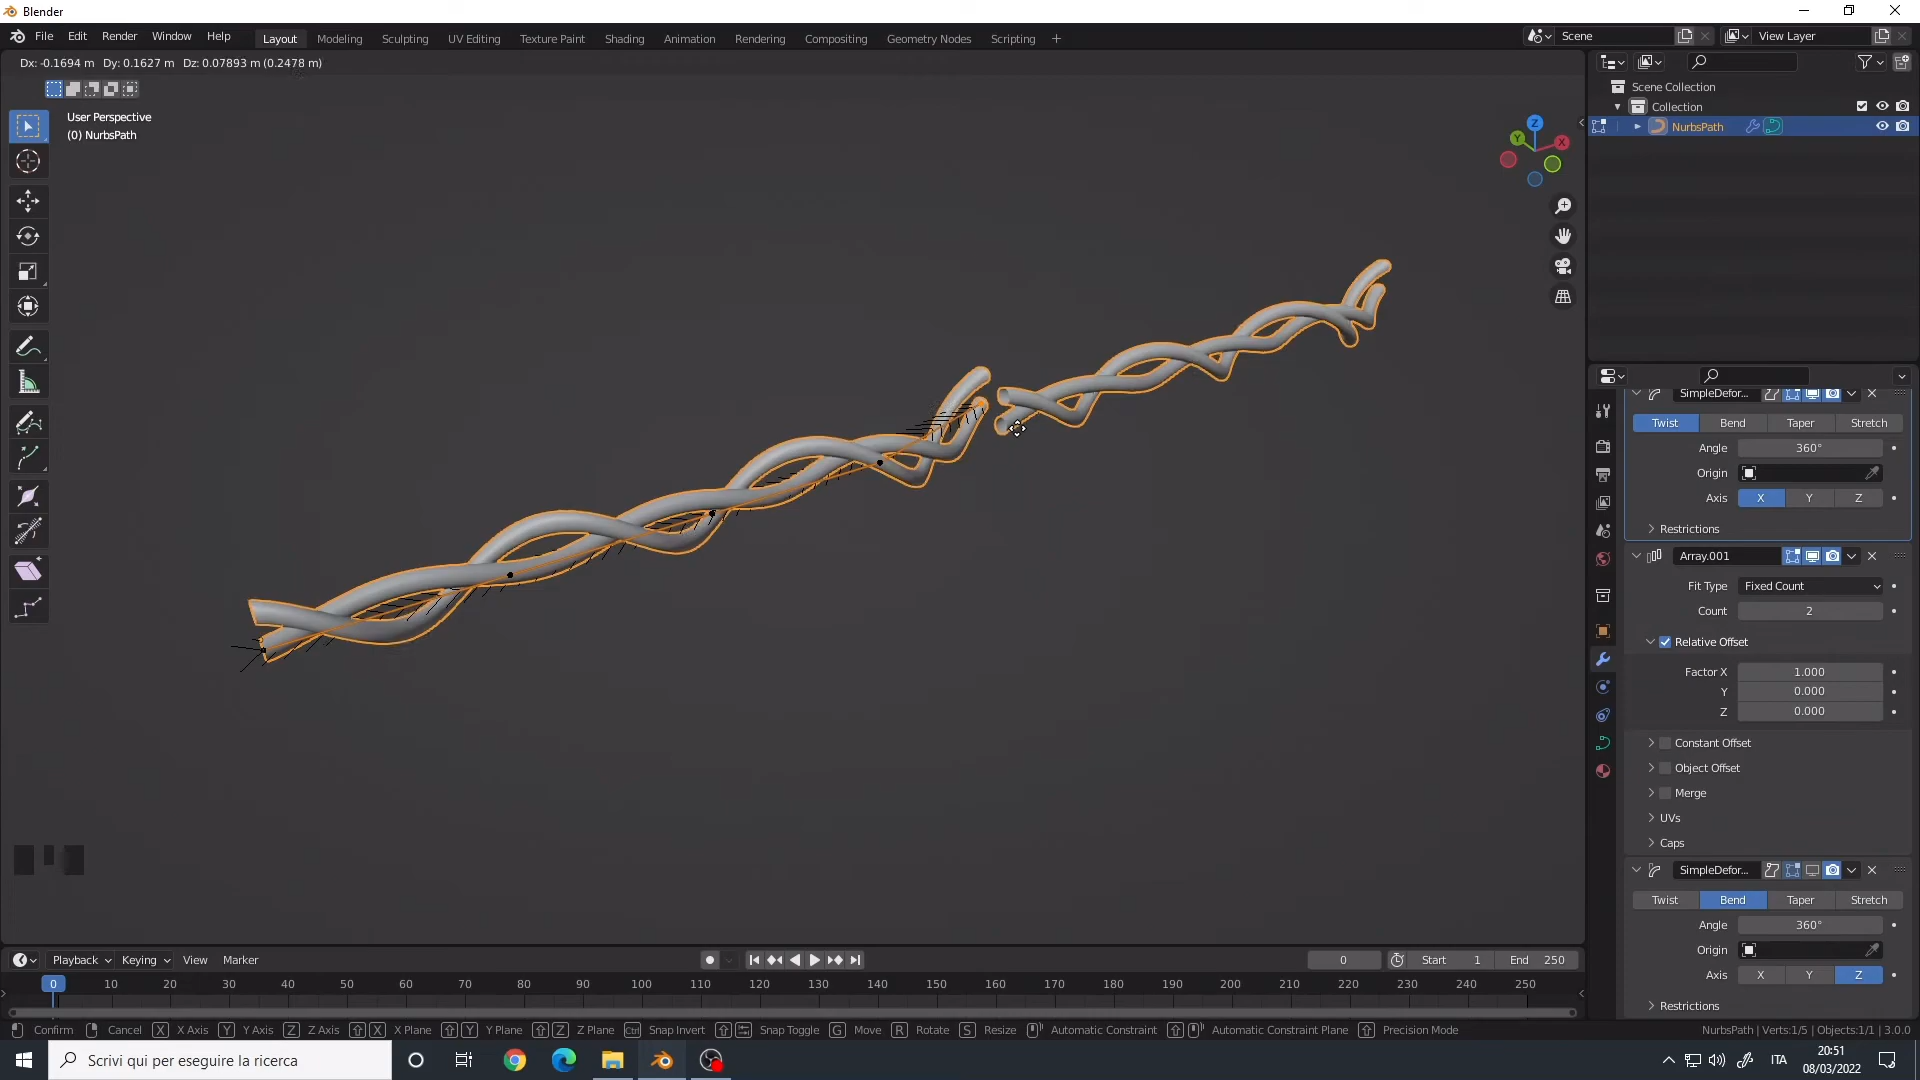 Blender
File Edit Render Window Help Layout Modeling Sculpting UV Editing Texture Paint Shading Animation Rendering Compositing Geometry Nodes Scripting + Scene View Layer
Dx: -0.1694 m Dy: 0.1627 m Dz: 0.07893 m (0.2478 m)
User Perspective
(0) NurbsPath
Z
Y X
Scene Collection
Collection
NurbsPath
SimpleDefor...
Twist Bend Taper Stretch
Angle 360°
Origin
Axis X Y Z
Restrictions
Array.001
Fit Type Fixed Count
Count 2
Relative Offset
Factor X 1.000
Y 0.000
Z 0.000
Constant Offset
Object Offset
Merge
UVs
Caps
SimpleDefor...
Twist Bend Taper Stretch
Angle 360°
Origin
Axis X Y Z
Restrictions
Playback Keying View Marker 0 Start 1 End 250
0 10 20 30 40 50 60 70 80 90 100 110 120 130 140 150 160 170 180 190 200 210 220 230 240 250
Confirm Cancel X X Axis Y Y Axis Z Z Axis X X Plane Y Y Plane Z Z Plane Ctrl Snap Invert Snap Toggle G Move R Rotate S Resize Automatic Constraint Automatic Constraint Plane Precision Mode NurbsPath | Verts:1/5 | Objects:1/1 | 3.0.0
Scrivi qui per eseguire la ricerca ITA 20:51
08/03/2022